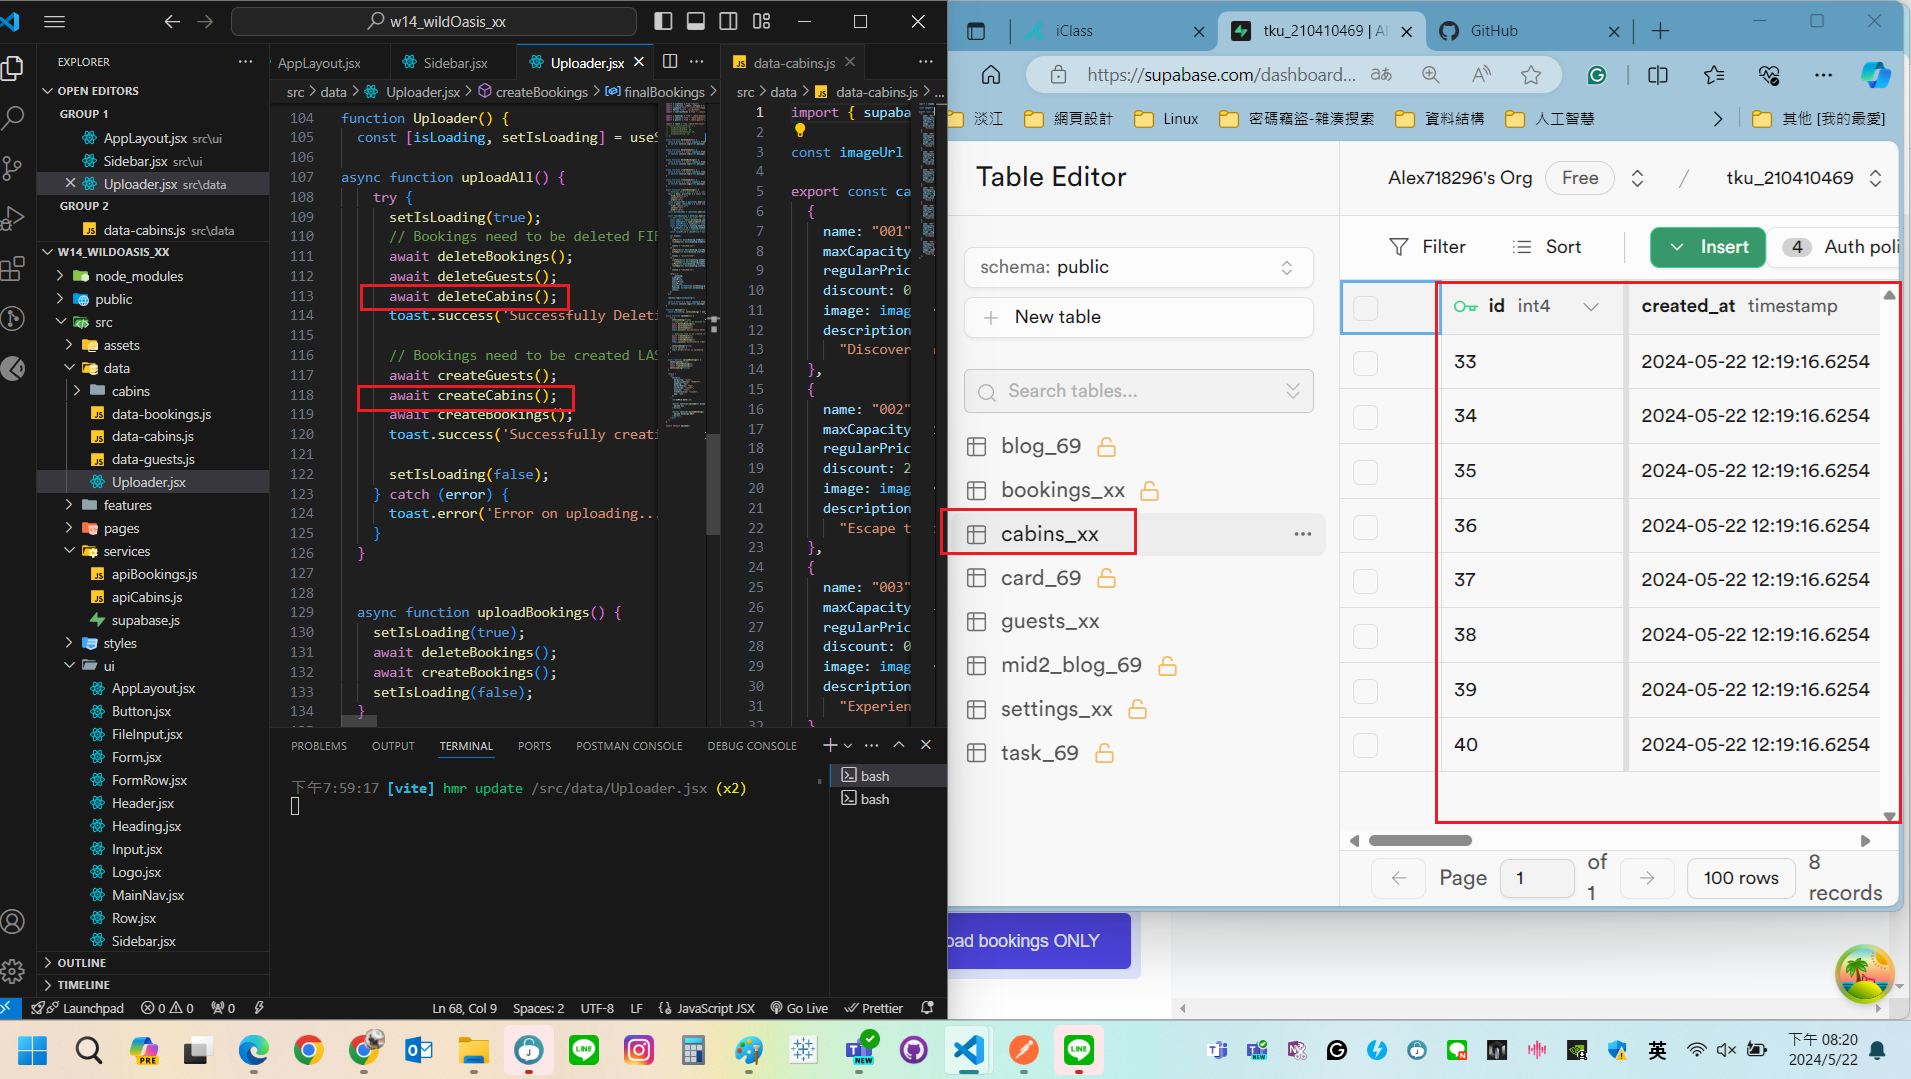 w14_wildOasis_xx
EXPLORER
OPEN EDITORS
GROUP 1
AppLayout.jsx src\ui
Sidebar.jsx src\ui
Uploader.jsx src\data
GROUP 2
data-cabins.js src\data
W14_WILDOASIS_XX
node_modules
public
src
assets
data
cabins
data-bookings.js
data-cabins.js
data-guests.js
Uploader.jsx
features
pages
services
apiBookings.js
apiCabins.js
supabase.js
styles
ui
AppLayout.jsx
Button.jsx
FileInput.jsx
Form.jsx
FormRow.jsx
Header.jsx
Heading.jsx
Input.jsx
Logo.jsx
MainNav.jsx
Row.jsx
Sidebar.jsx
OUTLINE
TIMELINE
AppLayout.jsx
Sidebar.jsx
Uploader.jsx
src > data > Uploader.jsx > createBookings > finalBookings >
104 function Uploader() {
105 const [isLoading, setIsLoading] = useS
106
107 async function uploadAll() {
108 try {
109 setIsLoading(true);
110 // Bookings need to be deleted FIR
111 await deleteBookings();
112 await deleteGuests();
113 await deleteCabins();
114 toast.success('Successfully Deleti
115
116 // Bookings need to be created LAS
117 await createGuests();
118 await createCabins();
119 await createBookings();
120 toast.success('Successfully creati
121
122 setIsLoading(false);
123 } catch (error) {
124 toast.error('Error on uploading...
125 }
126 }
127
128
129 async function uploadBookings() {
130 setIsLoading(true);
131 await deleteBookings();
132 await createBookings();
133 setIsLoading(false);
134 }
data-cabins.js
src > data > data-cabins.js > ...
1 import { supaba
2
3 const imageUrl
4
5 export const ca
6 {
7 name: "001"
8 maxCapacity
9 regularPric
10 discount: 0
11 image: imag
12 description
13 "Discover
14 },
15 {
16 name: "002"
17 maxCapacity
18 regularPric
19 discount: 2
20 image: imag
21 description
22 "Escape t
23 },
24 {
25 name: "003"
26 maxCapacity
27 regularPric
28 discount: 0
29 image: imag
30 description
31 "Experien
32 }
PROBLEMS OUTPUT TERMINAL PORTS POSTMAN CONSOLE DEBUG CONSOLE
下午7:59:17 [vite] hmr update /src/data/Uploader.jsx (x2)
bash
bash
Launchpad 0 0 0 Ln 68, Col 9 Spaces: 2 UTF-8 LF JavaScript JSX Go Live Prettier
iClass
tku_210410469 | Al
GitHub
https://supabase.com/dashboard...
淡江
網頁設計
Linux
密碼竊盜-雜湊搜索
資料結構
人工智慧
其他 [我的最愛]
Table Editor
Alex718296's Org Free / tku_210410469
schema: public
New table
Search tables...
blog_69
bookings_xx
cabins_xx
card_69
guests_xx
mid2_blog_69
settings_xx
task_69
Filter Sort Insert 4 Auth poli
id int4 created_at timestamp
33 2024-05-22 12:19:16.6254
34 2024-05-22 12:19:16.6254
35 2024-05-22 12:19:16.6254
36 2024-05-22 12:19:16.6254
37 2024-05-22 12:19:16.6254
38 2024-05-22 12:19:16.6254
39 2024-05-22 12:19:16.6254
40 2024-05-22 12:19:16.6254
Page 1 of 1 100 rows 8 records
oad bookings ONLY
英
下午 08:20
2024/5/22